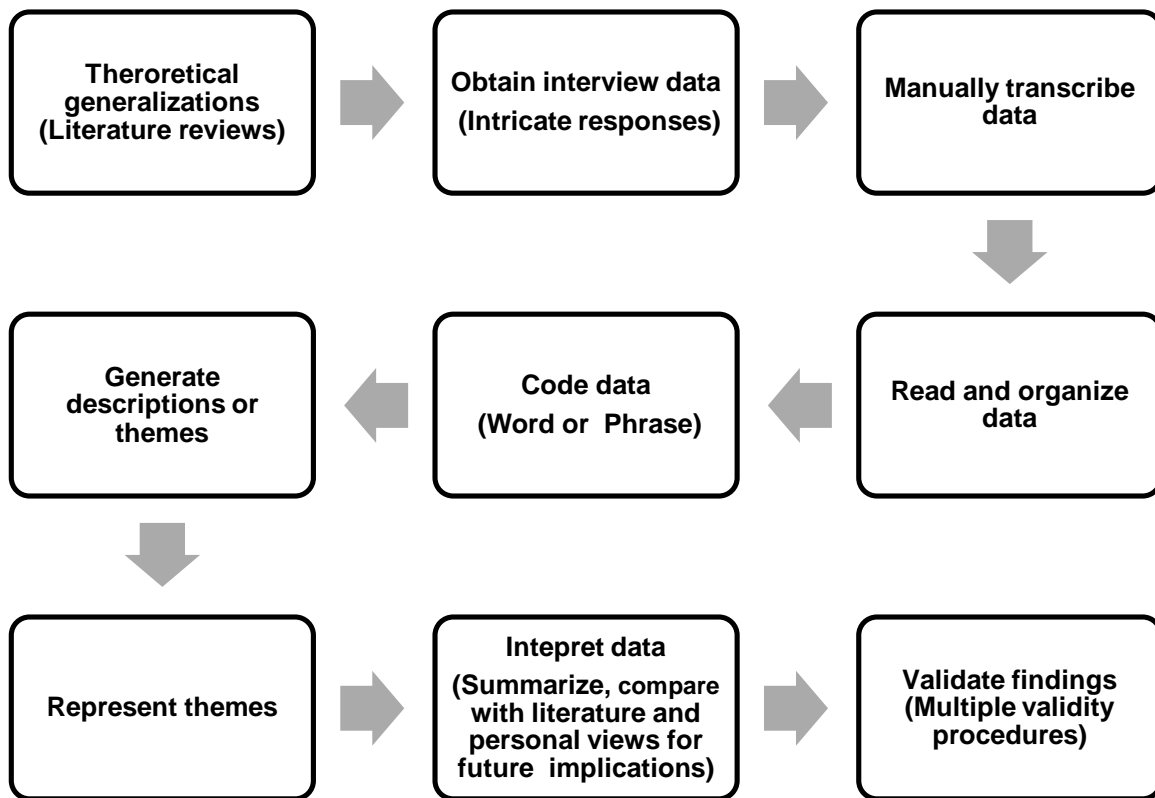 Theroretical
generalizations
(Literature reviews)
Obtain interview data
(Intricate responses)
Manually transcribe
data
Read and organize
data
Code data
(Word or  Phrase)
Generate
descriptions or
themes
Represent themes
Intepret data
(Summarize, compare
with literature and
personal views for
future  implications)
Validate findings
(Multiple validity
procedures)